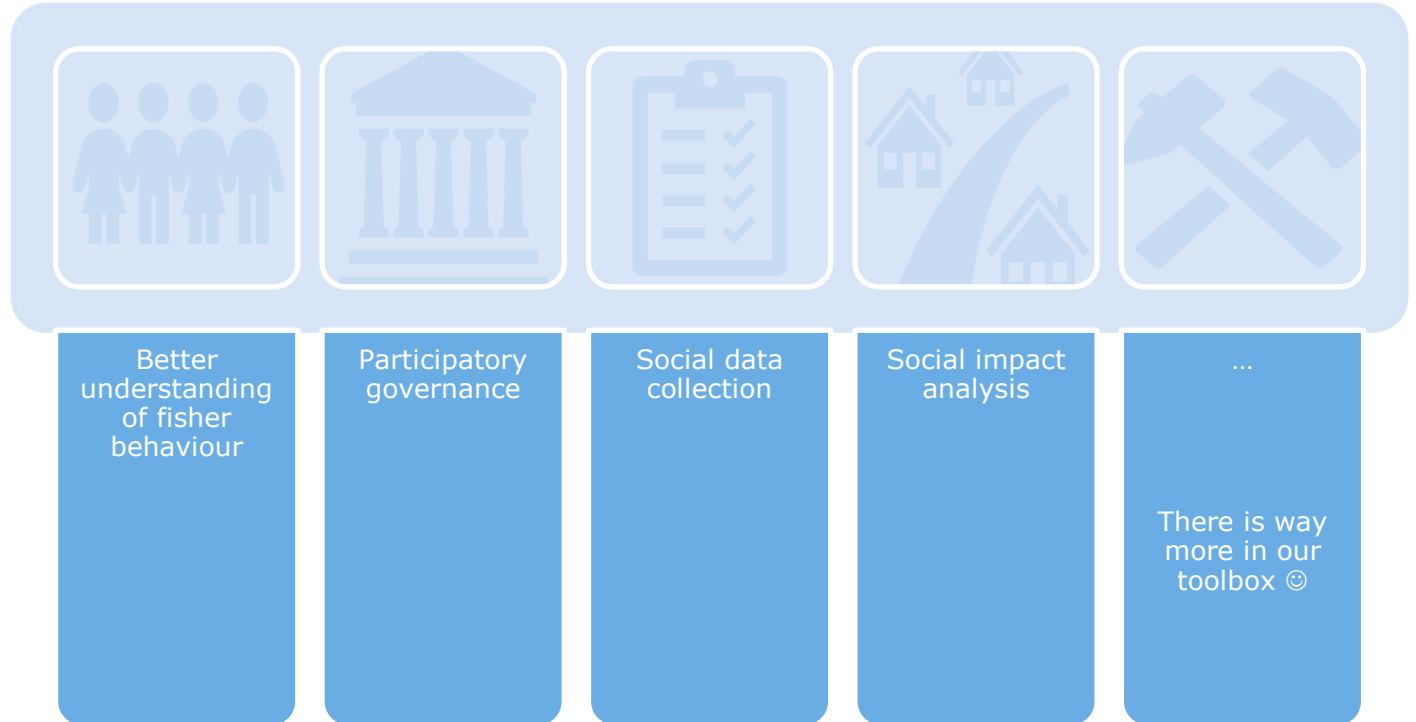 Better
understanding
of fisher
behaviour
Participatory
governance
Social data
collection
Social impact
analysis
…
There is way
more in our
toolbox ☺